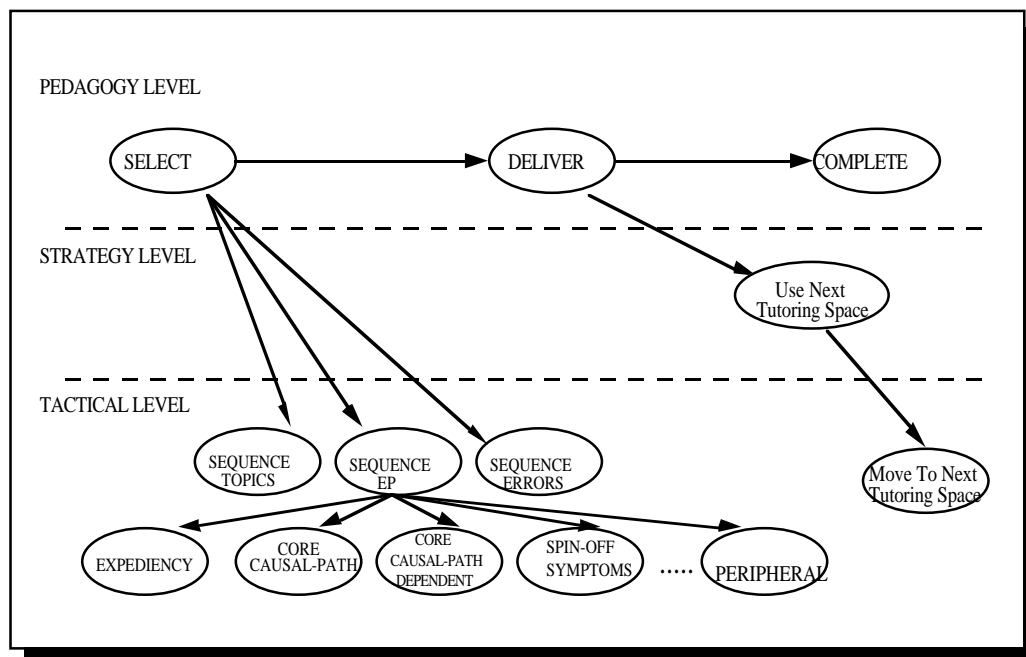 PEDAGOGY LEVEL
SELECT
DELIVER
COMPLETE
STRATEGY LEVEL
Use Next
Tutoring Space
TACTICAL LEVEL
SEQUENCE
TOPICS
SEQUENCE
EP
SEQUENCE
ERRORS
Move To Next
Tutoring Space
EXPEDIENCY
CORE
CAUSAL-PATH
CORE
CAUSAL-PATH
DEPENDENT
SPIN-OFF
SYMPTOMS
.....
PERIPHERAL